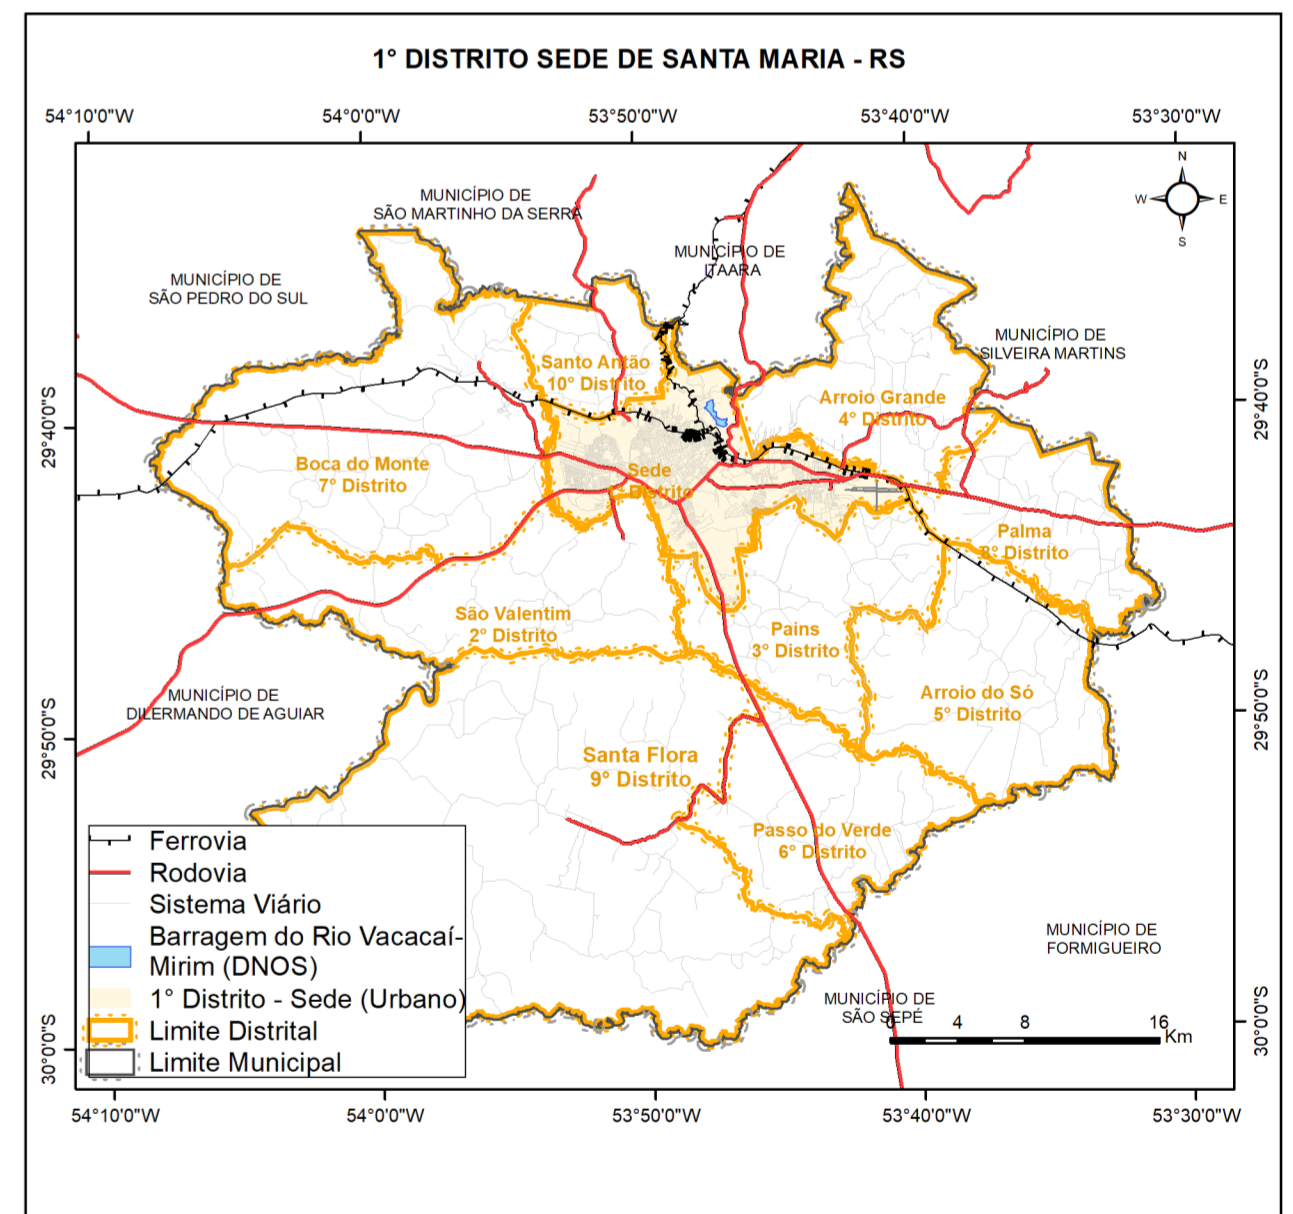 1° DISTRITO SEDE DE SANTA MARIA - RS
54°10'0"W
54°0'0"W
53°50'0"W
53°40'0"W
53°30'0"W
N
W
E
S
MUNICÍPIO DE
SÃO MARTINHO DA SERRA
MUNICÍPIO DE
ITAARA
MUNICÍPIO DE
SÃO PEDRO DO SUL
MUNICÍPIO DE
SILVEIRA MARTINS
Santo Antão
10° Distrito
Arroio Grande
4° Distrito
29°40'0"S
29°40'0"S
Boca do Monte
7° Distrito
Sede
Distrito
Palma
8° Distrito
São Valentim
2° Distrito
Pains
3° Distrito
MUNICÍPIO DE
DILERMANDO DE AGUIAR
Arroio do Só
5° Distrito
29°50'0"S
29°50'0"S
Santa Flora
9° Distrito
Passo do Verde
6° Distrito
MUNICÍPIO DE
FORMIGUEIRO
MUNICÍPIO DE
SÃO SEPÉ
0 4 8 16
Km
30°0'0"S
30°0'0"S
Ferrovia
Rodovia
Sistema Viário
Barragem do Rio Vacacaí-
Mirim (DNOS)
1° Distrito - Sede (Urbano)
Limite Distrital
Limite Municipal
54°10'0"W
54°0'0"W
53°50'0"W
53°40'0"W
53°30'0"W